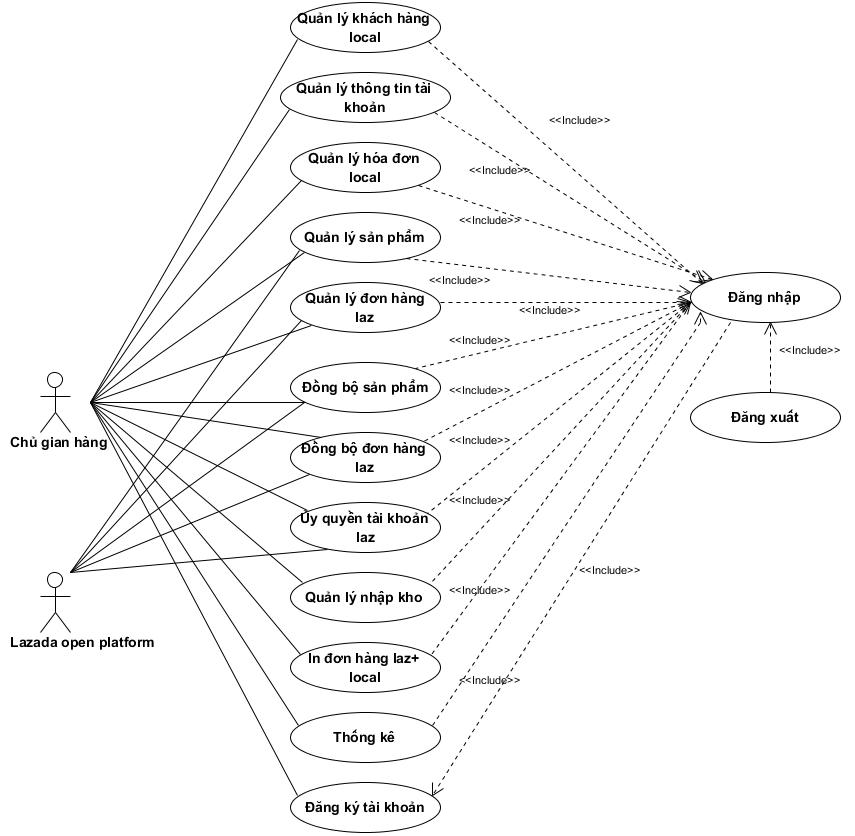 Quản lý khách hàng
local
Quản lý thông tin tài
khoản
<<Include>>
Quản lý hóa đơn
local
<<Include>>
<<Include>>
Quản lý sản phẩm
<<Include>>
Quản lý đơn hàng
laz
<<Include>>
Đăng nhập
<<Include>>
<<Include>>
Đồng bộ sản phẩm
<<Include>>
Đăng xuất
Chủ gian hàng
Đồng bộ đơn hàng
laz
<<Include>>
<<Include>>
Ủy quyền tài khoản
laz
<<Include>>
Quản lý nhập kho
<<Include>>
Lazada open platform
In đơn hàng laz+
local
<<Include>>
Thống kê
Đăng ký tài khoản